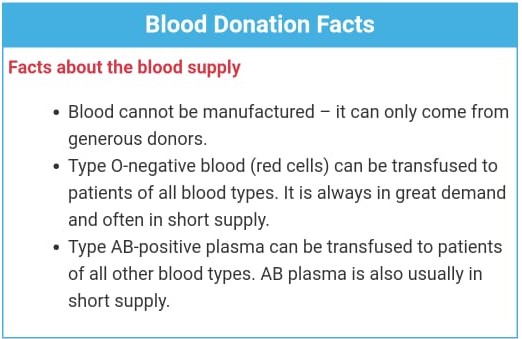 Blood Donation Facts
Facts about the blood supply
• Blood cannot be manufactured – it can only come from
generous donors.
• Type O-negative blood (red cells) can be transfused to
patients of all blood types. It is always in great demand
and often in short supply.
• Type AB-positive plasma can be transfused to patients
of all other blood types. AB plasma is also usually in
short supply.